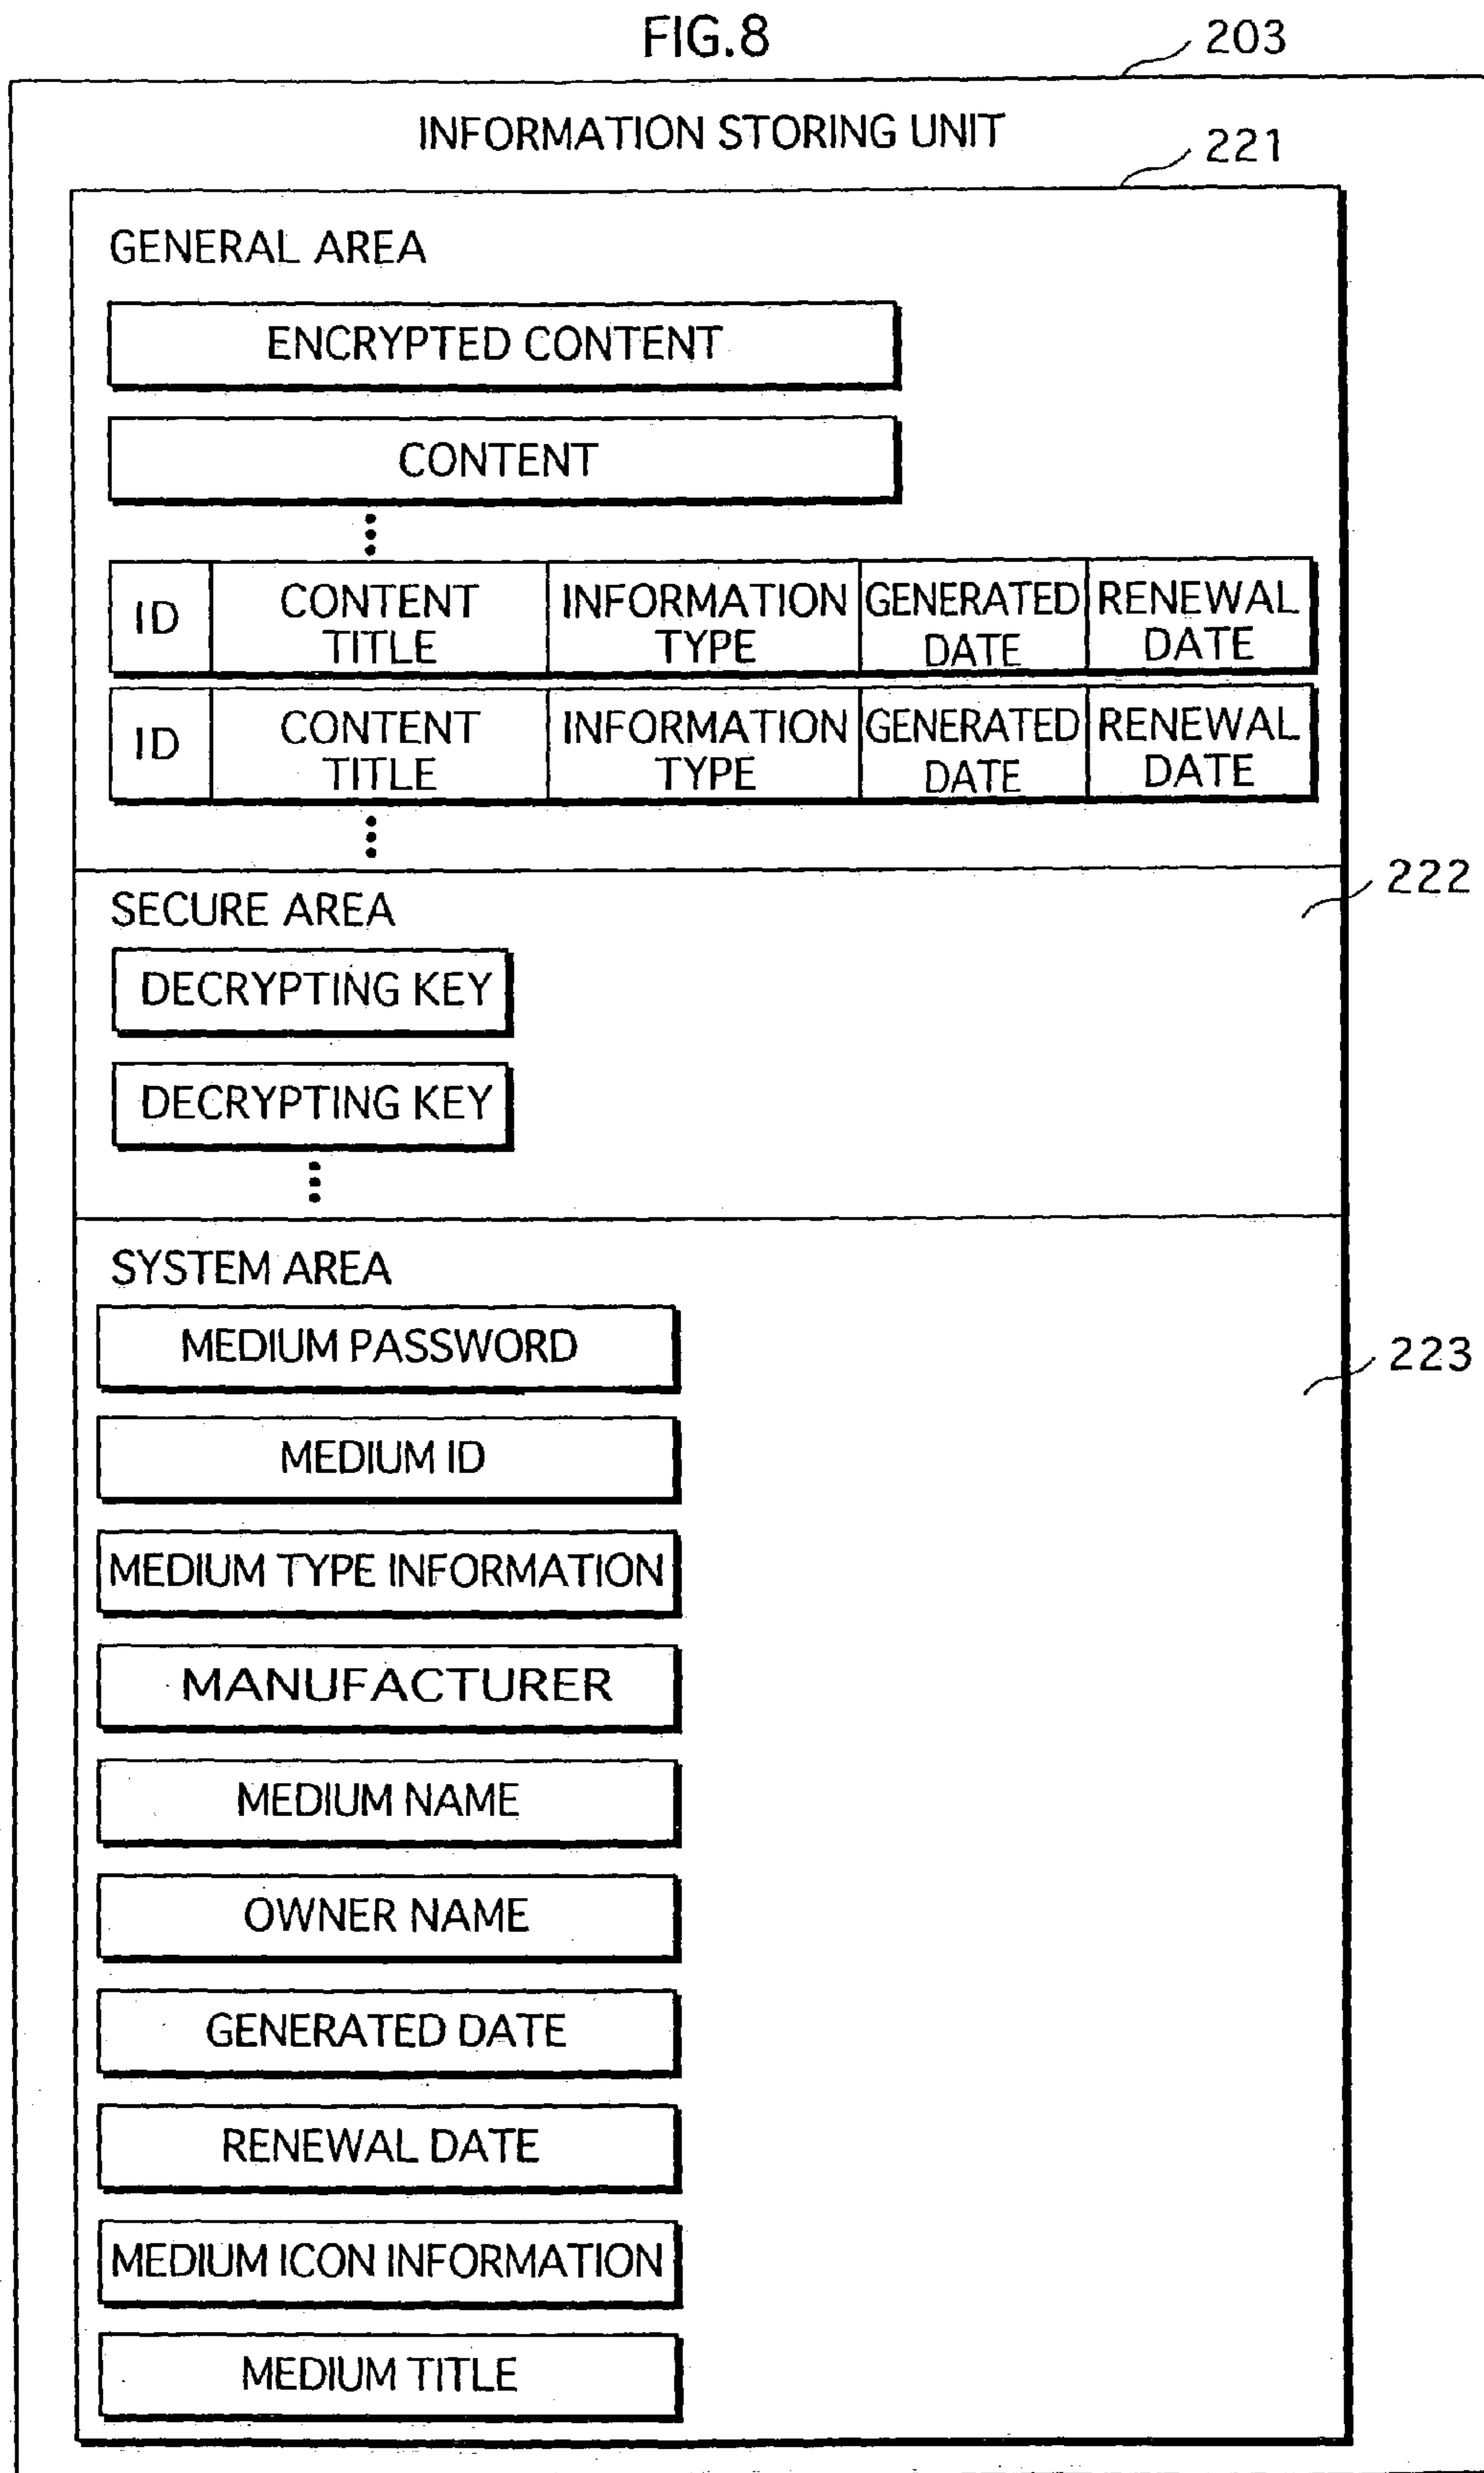 FIG.8
203
INFORMATION STORING UNIT
221
GENERAL AREA
ENCRYPTED CONTENT
CONTENT
ID CONTENT TITLE INFORMATION TYPE GENERATED DATE RENEWAL DATE
ID CONTENT TITLE INFORMATION TYPE GENERATED DATE RENEWAL DATE
222
SECURE AREA
DECRYPTING KEY
DECRYPTING KEY
SYSTEM AREA
223
MEDIUM PASSWORD
MEDIUM ID
MEDIUM TYPE INFORMATION
MANUFACTURER
MEDIUM NAME
OWNER NAME
GENERATED DATE
RENEWAL DATE
MEDIUM ICON INFORMATION
MEDIUM TITLE